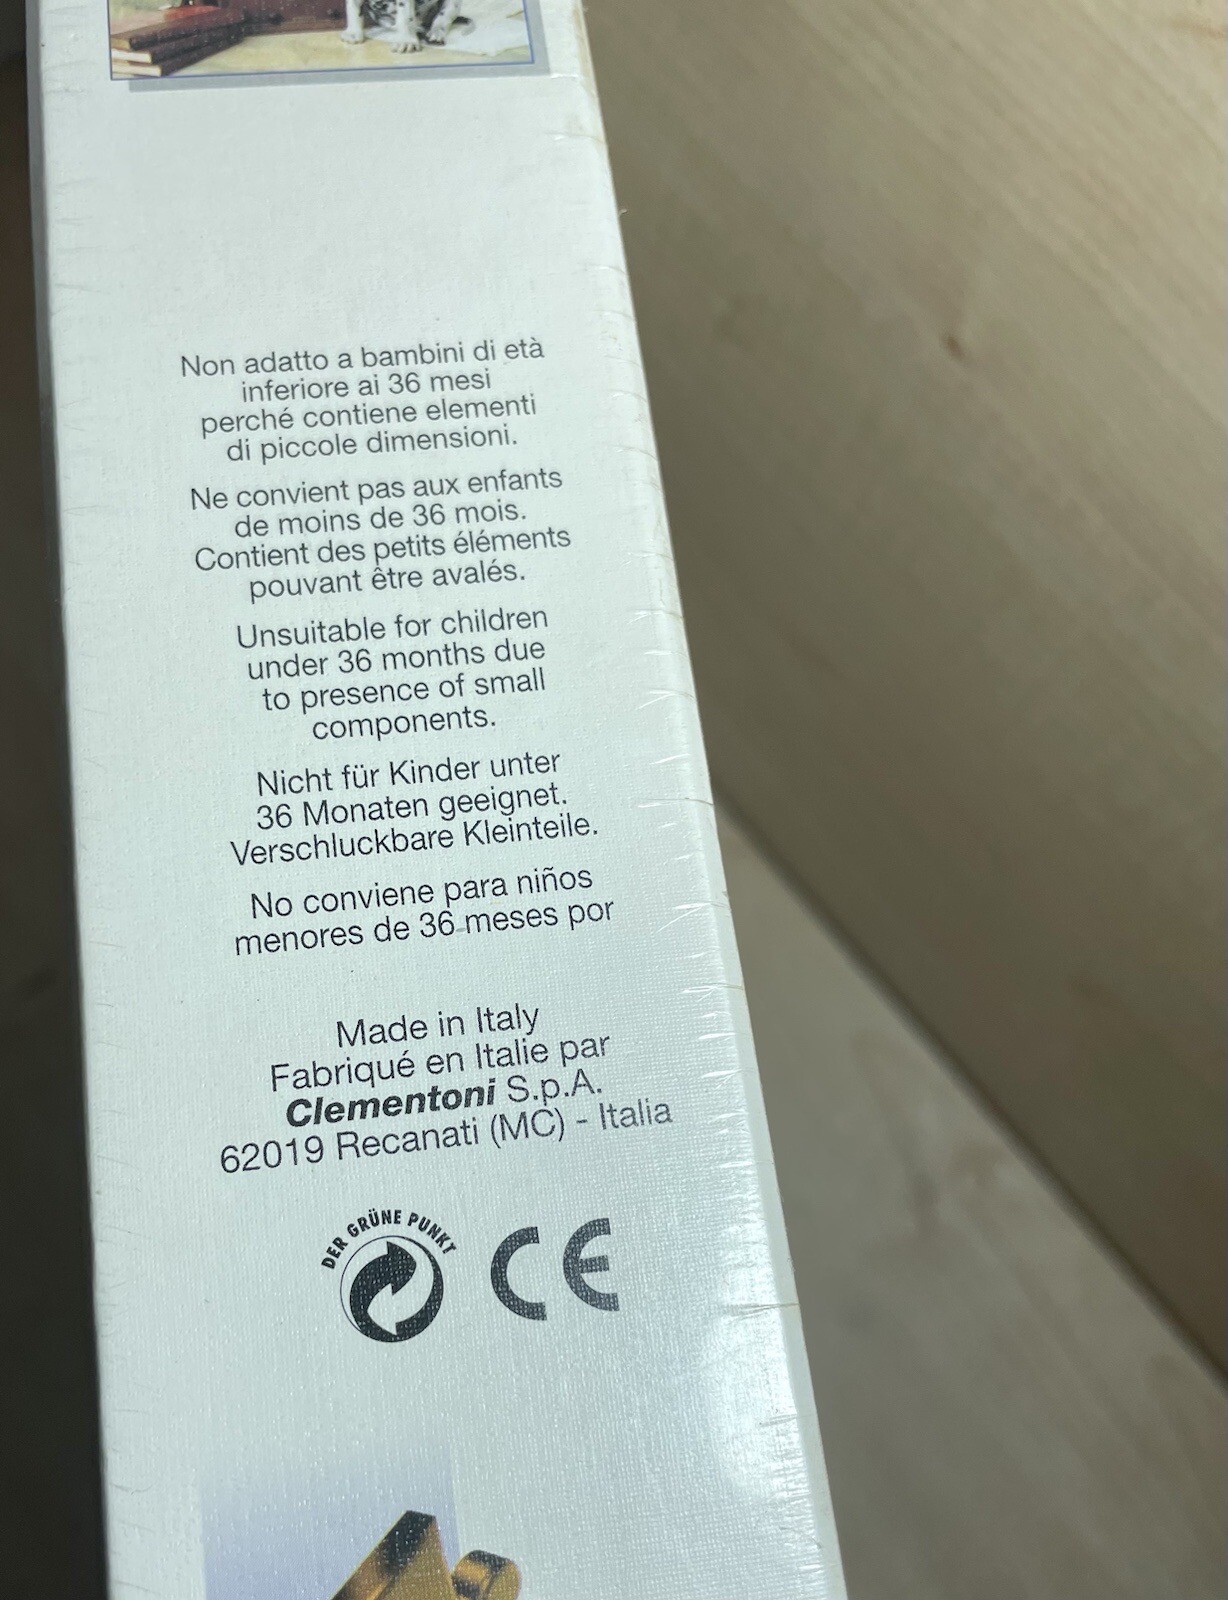 Non adatto a bambini di età
inferiore ai 36 mesi
perché contiene elementi
di piccole dimensioni.
Ne convient pas aux enfants
de moins de 36 mois.
Contient des petits éléments
pouvant être avalés.
Unsuitable for children
under 36 months due
to presence of small
components.
Nicht für Kinder unter
36 Monaten geeignet.
Verschluckbare Kleinteile.
No conviene para niños
menores de 36 meses por
Made in Italy
Fabriqué en Italie par
Clementoni S.p.A.
62019 Recanati (MC) - Italia
DER GRÜNE PUNKT
CE